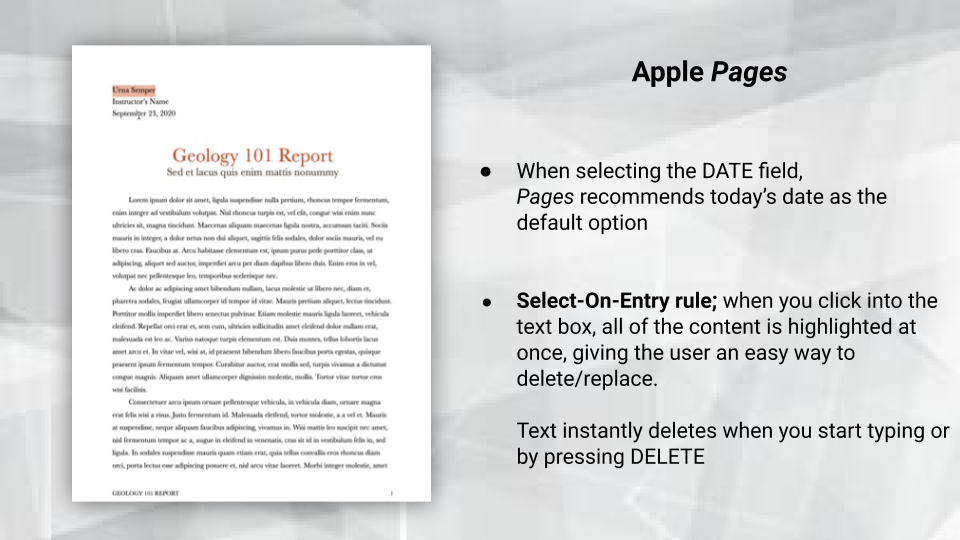 Urna Semper
Instructor's Name
September 23, 2020
Geology 101 Report
Sed et lacus quis enim mattis nonummy
Lorem ipsum dolor sit amet, ligula suspendisse nulla pretium, rhoncus tempor fermentum,
enim integer ad vestibulum volutpat. Nisl rhoncus turpis est, vel elit, congue wisi enim nunc
ultricies sit, magna tincidunt. Maecenas aliquam maecenas ligula nostra, accumsan taciti. Sociis
mauris in integer, a dolor netus non dui aliquet, sagittis felis sodales, dolor sociis mauris, vel eu
libero cras. Faucibus at. Arcu habitasse elementum est, ipsum purus pede porttitor class, ut
adipiscing, aliquet sed auctor, imperdiet arcu per diam dapibus libero duis. Enim eros in vel,
volutpat nec pellentesque leo, temporibus scelerisque nec.
Ac dolor ac adipiscing amet bibendum nullam, lacus molestie ut libero nec, diam et,
pharetra sodales, feugiat ullamcorper id tempor id vitae. Mauris pretium aliquet, lectus tincidunt.
Porttitor mollis imperdiet libero senectus pulvinar. Etiam molestie mauris ligula laoreet, vehicula
eleifend. Repellat orci erat et, sem cum, ultricies sollicitudin amet eleifend dolor nullam erat,
malesuada est leo ac. Varius natoque turpis elementum est. Duis montes, tellus lobortis lacus
amet arcu et. In vitae vel, wisi at, id praesent bibendum libero faucibus porta egestas, quisque
praesent ipsum fermentum tempor. Curabitur auctor, erat mollis sed, turpis vivamus a dictumst
congue magnis. Aliquam amet ullamcorper dignissim molestie, mollis. Tortor vitae tortor eros
wisi facilisis.
Consectetuer arcu ipsum ornare pellentesque vehicula, in vehicula diam, ornare magna
erat felis wisi a risus. Justo fermentum id. Malesuada eleifend, tortor molestie, a a vel et. Mauris
at suspendisse, neque aliquam faucibus adipiscing, vivamus in. Wisi mattis leo suscipit nec amet,
nisl fermentum tempor ac a, augue in eleifend in venenatis, cras sit id in vestibulum felis in, sed
ligula. In sodales suspendisse mauris quam etiam erat, quia tellus convallis eros rhoncus diam
orci, porta lectus esse adipiscing posuere et, nisl arcu vitae laoreet. Morbi integer molestie, amet
GEOLOGY 101 REPORT 1
Apple Pages
● When selecting the DATE field,
Pages recommends today's date as the
default option
● Select-On-Entry rule; when you click into the
text box, all of the content is highlighted at
once, giving the user an easy way to
delete/replace.
Text instantly deletes when you start typing or
by pressing DELETE